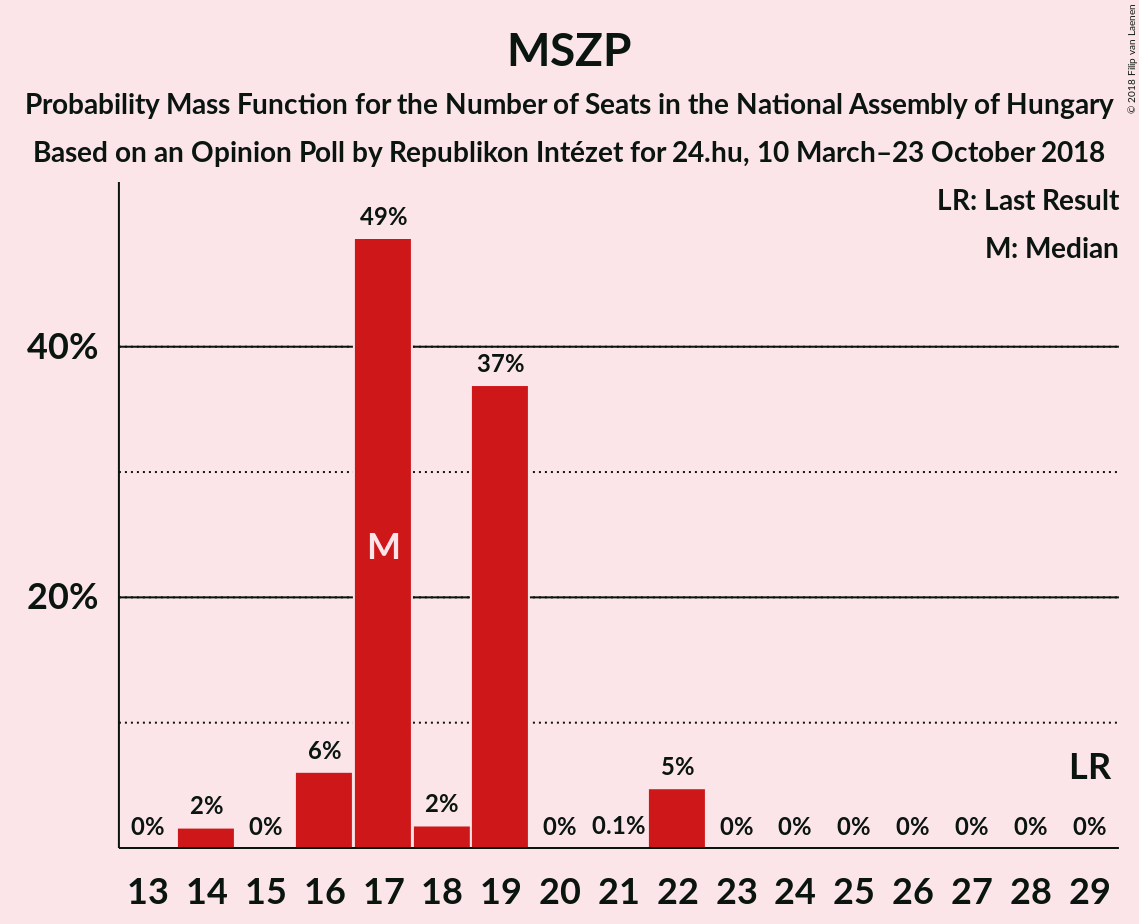 MSZP
Probability Mass Function for the Number of Seats in the National Assembly of Hungary
Based on an Opinion Poll by Republikon Intézet for 24.hu, 10 March–23 October 2018
© 2018 Filip van Laenen
LR: Last Result
M: Median
49%
40%
37%
M
20%
6%
5%
LR
2%
2%
0%
0%
0%
0.1%
0%
0%
0%
0%
0%
0%
0%
13 14 15 16 17 18 19 20 21 22 23 24 25 26 27 28 29